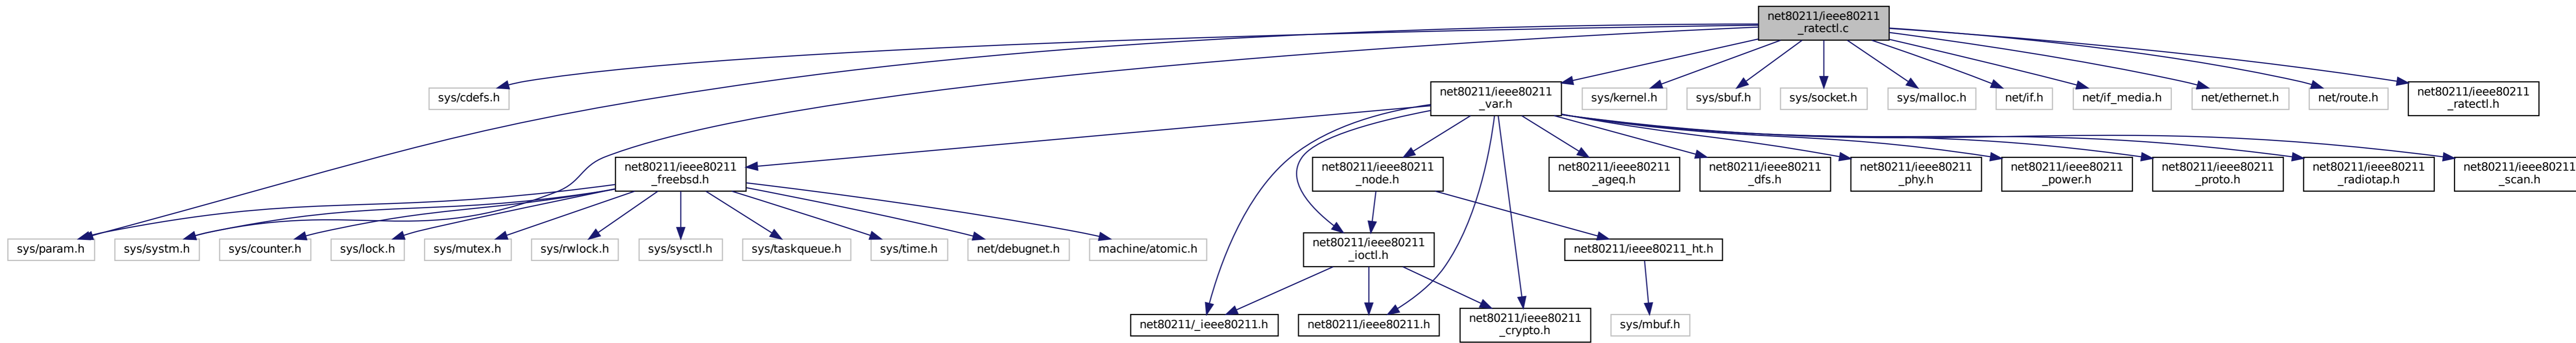 net80211/ieee80211
_ratectl.c
sys/cdefs.h
net80211/ieee80211
_var.h
sys/kernel.h
sys/sbuf.h
sys/socket.h
sys/malloc.h
net/if.h
net/if_media.h
net/ethernet.h
net/route.h
net80211/ieee80211
_ratectl.h
net80211/ieee80211
_freebsd.h
net80211/ieee80211
_node.h
net80211/ieee80211
_ageq.h
net80211/ieee80211
_dfs.h
net80211/ieee80211
_phy.h
net80211/ieee80211
_power.h
net80211/ieee80211
_proto.h
net80211/ieee80211
_radiotap.h
net80211/ieee80211
_scan.h
sys/param.h
sys/systm.h
sys/counter.h
sys/lock.h
sys/mutex.h
sys/rwlock.h
sys/sysctl.h
sys/taskqueue.h
sys/time.h
net/debugnet.h
machine/atomic.h
net80211/ieee80211
_ioctl.h
net80211/ieee80211_ht.h
net80211/_ieee80211.h
net80211/ieee80211.h
net80211/ieee80211
_crypto.h
sys/mbuf.h